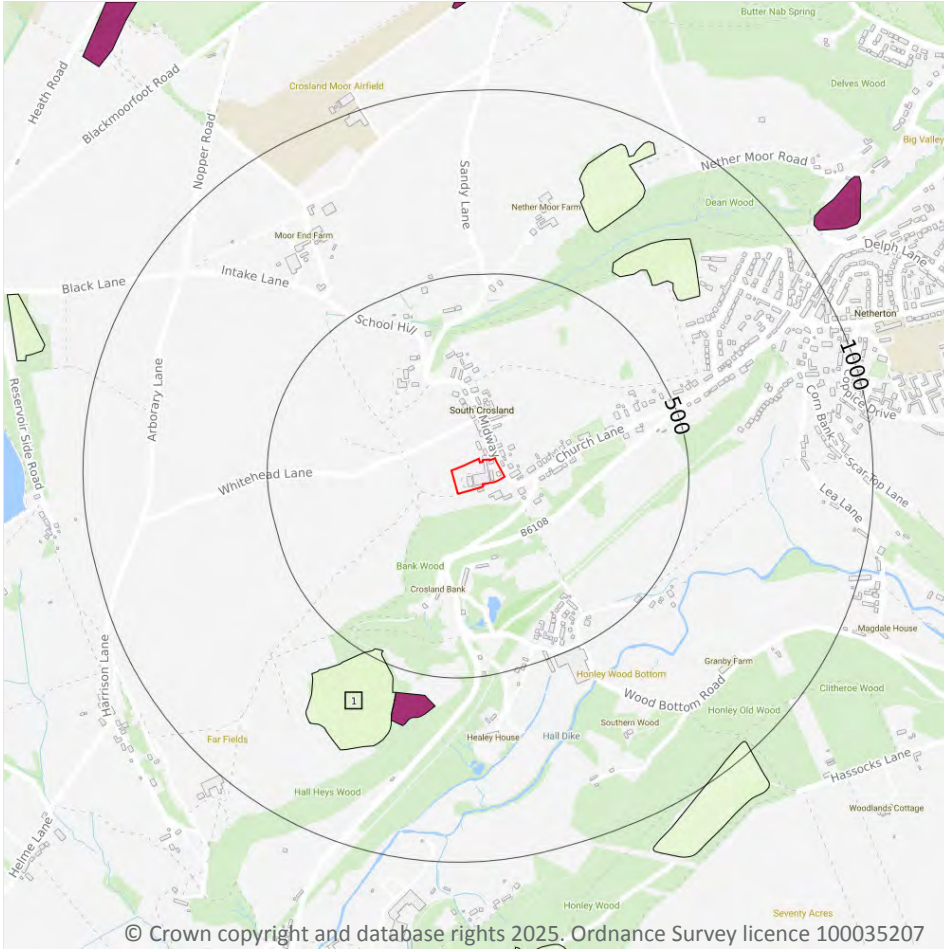 Butter Nab Spring
Heath Road
Blackmoorfoot Road
Crosland Moor Airfield
Delves Wood
Nopper Road
Big Valley
Sandy Lane
Nether Moor Road
Nether Moor Farm
Dean Wood
Moor End Farm
Delph Lane
Black Lane
Intake Lane
School Hill
Netherton
1000
Coppice Drive
Reservoir Side Road
Arborary Lane
South Crosland
Midway
500
Corn Bank
Church Lane
Scar Top Lane
Whitehead Lane
Lea Lane
B6108
Bank Wood
Crosland Bank
Magdale House
Harrison Lane
Granby Farm
Honley Wood Bottom
Clitheroe Wood
1
Wood Bottom Road
Honley Old Wood
Southern Wood
Far Fields
Healey House
Hall Dike
Hassocks Lane
Hall Heys Wood
Woodlands Cottage
Helme Lane
Honley Wood
Seventy Acres
© Crown copyright and database rights 2025. Ordnance Survey licence 100035207